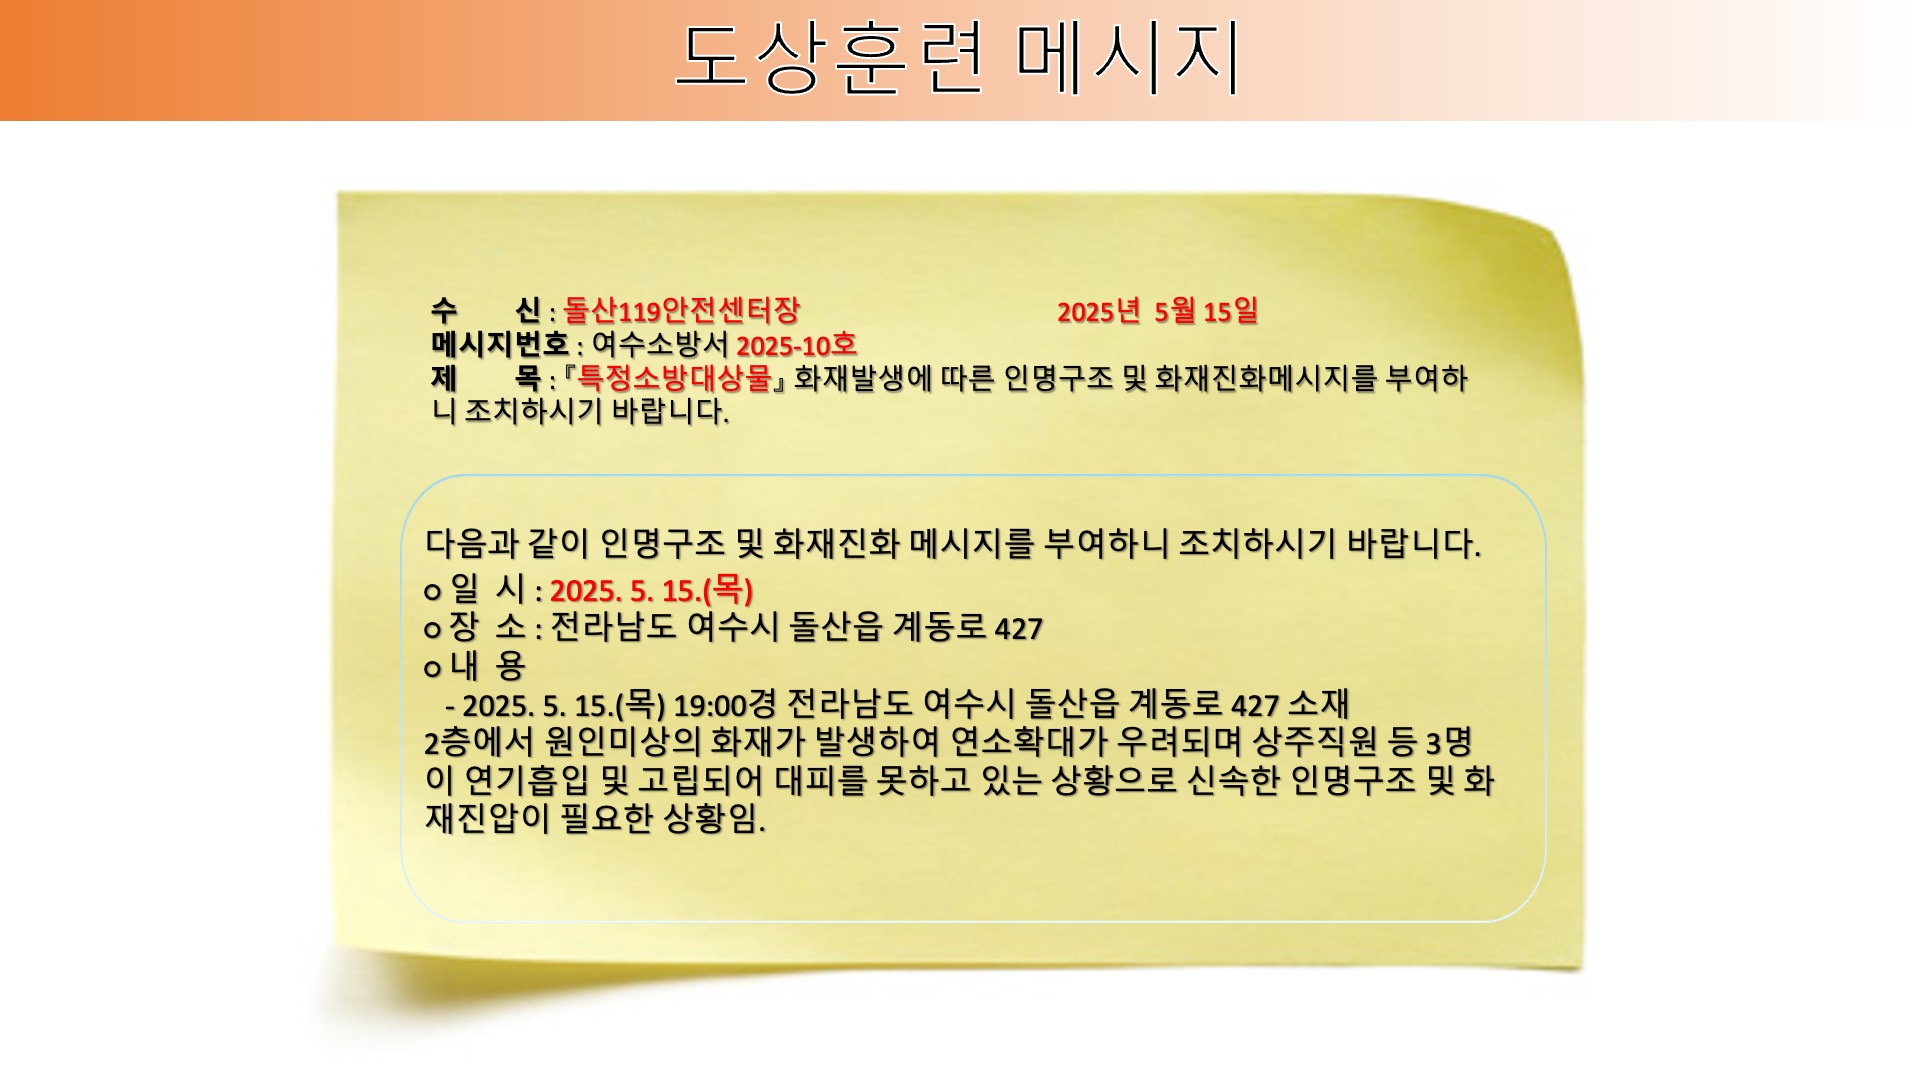 도상훈련 메시지
수 신 : 돌산119안전센터장 2025년 5월 15일
메시지번호 : 여수소방서 2025-10호
제 목 : 『특정소방대상물』 화재발생에 따른 인명구조 및 화재진화메시지를 부여하
니 조치하시기 바랍니다.
다음과 같이 인명구조 및 화재진화 메시지를 부여하니 조치하시기 바랍니다.
o 일 시 : 2025. 5. 15.(목)
o 장 소 : 전라남도 여수시 돌산읍 계동로 427
o 내 용
- 2025. 5. 15.(목) 19:00경 전라남도 여수시 돌산읍 계동로 427 소재
2층에서 원인미상의 화재가 발생하여 연소확대가 우려되며 상주직원 등 3명
이 연기흡입 및 고립되어 대피를 못하고 있는 상황으로 신속한 인명구조 및 화
재진압이 필요한 상황임.